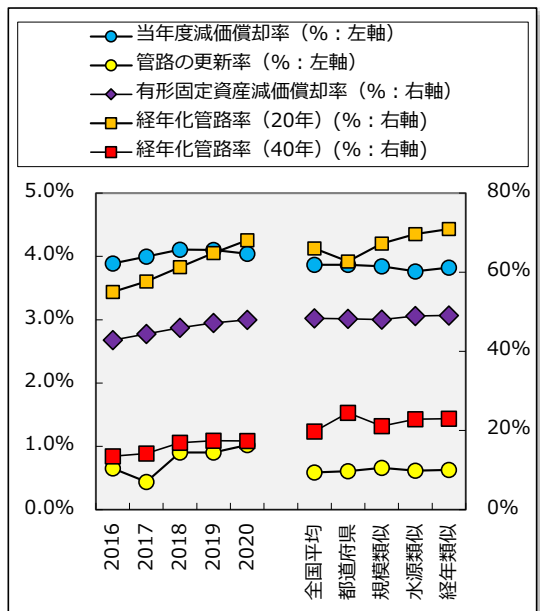 当年度減価償却率（%：左軸）
管路の更新率（%：左軸）
有形固定資産減価償却率（%：右軸）
経年化管路率（20年）(%：右軸)
経年化管路率（40年）(%：右軸)
5.0%
4.0%
3.0%
2.0%
1.0%
0.0%
80%
60%
40%
20%
0%
2016
2017
2018
2019
2020
全国平均
都道府県
規模類似
水源類似
経年類似